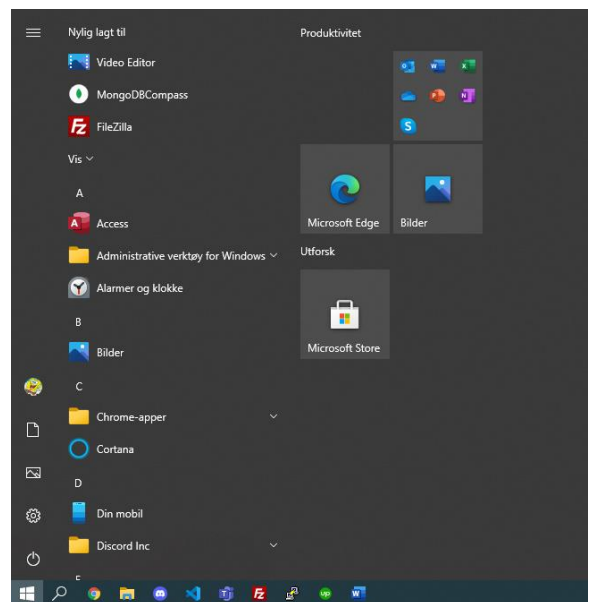 Nylig lagt til
Video Editor
MongoDBCompass
FileZilla
Vis
A
Access
Administrative verktøy for Windows
Alarmer og klokke
B
Bilder
C
Chrome-apper
Cortana
D
Din mobil
Discord Inc
Produktivitet
Microsoft Edge
Bilder
Utforsk
Microsoft Store